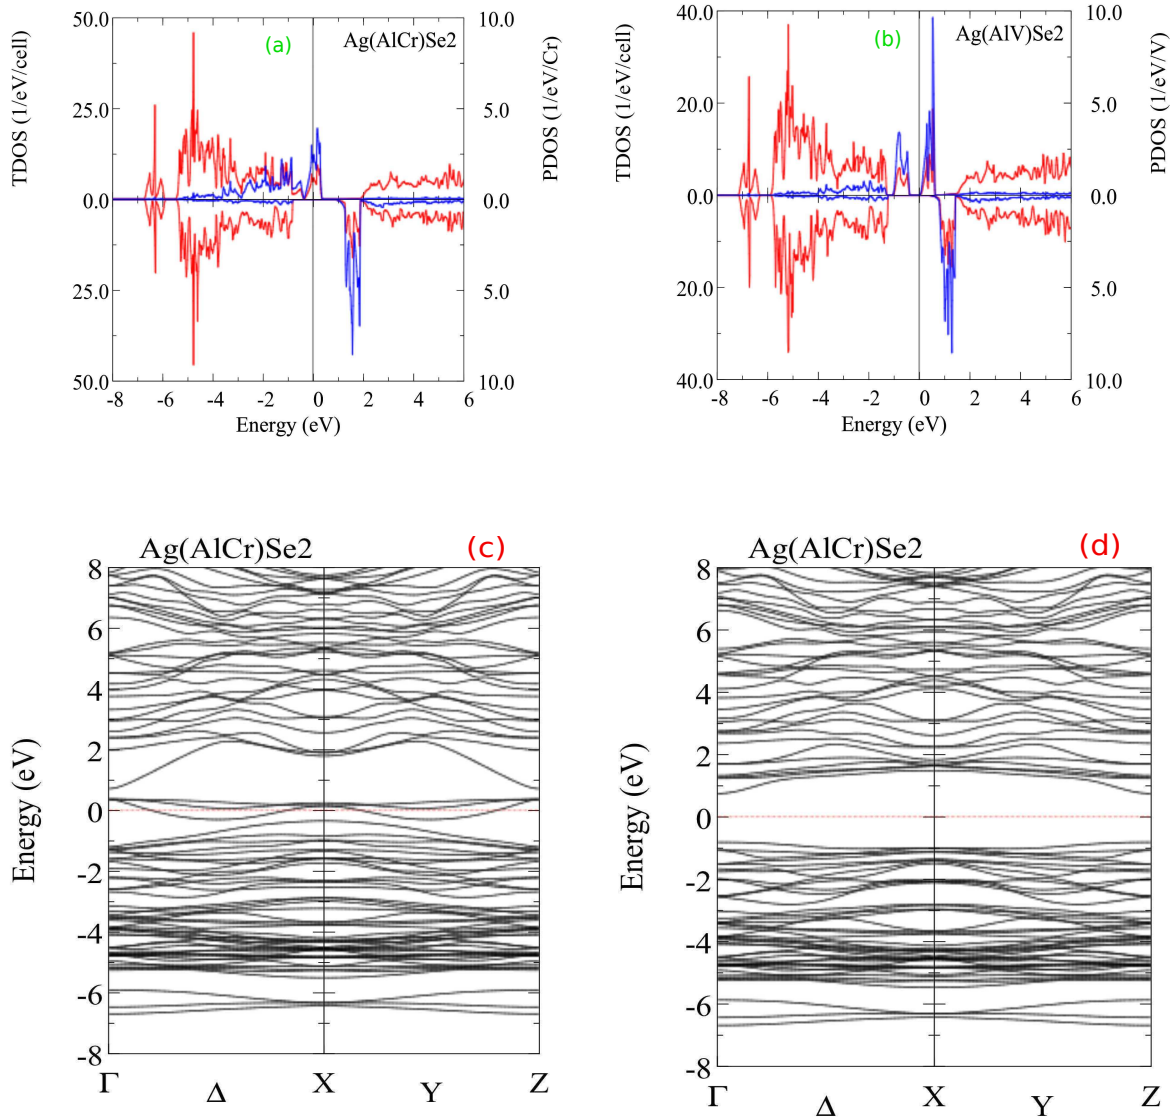 (a)
Ag(AlCr)Se2
TDOS (1/eV/cell)
PDOS (1/eV/Cr)
50.0
25.0
0.0
25.0
50.0
10.0
5.0
0.0
5.0
10.0
-8 -6 -4 -2 0 2 4 6
Energy (eV)
(b)
Ag(AlV)Se2
TDOS (1/eV/cell)
PDOS (1/eV/V)
40.0
20.0
0.0
20.0
40.0
10.0
5.0
0.0
5.0
10.0
-8 -6 -4 -2 0 2 4 6
Energy (eV)
Ag(AlCr)Se2
(c)
Energy (eV)
8
6
4
2
0
-2
-4
-6
-8
Γ Δ X Y Z
Ag(AlCr)Se2
(d)
Energy (eV)
8
6
4
2
0
-2
-4
-6
-8
Γ Δ X Y Z